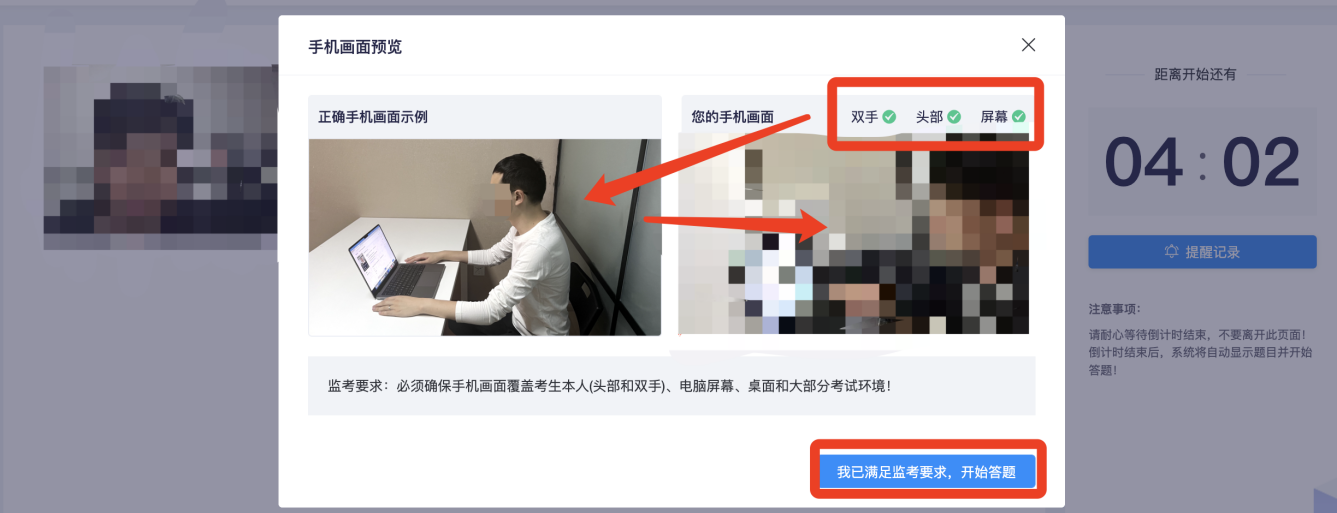 手机画面预览
正确手机画面示例
您的手机画面
双手 头部 屏幕
监考要求：必须确保手机画面覆盖考生本人(头部和双手)、电脑屏幕、桌面和大部分考试环境！
我已满足监考要求，开始答题
距离开始还有
04 : 02
提醒记录
注意事项：
请耐心等待倒计时结束，不要离开此页面！
倒计时结束后，系统将自动显示题目并开始
答题！